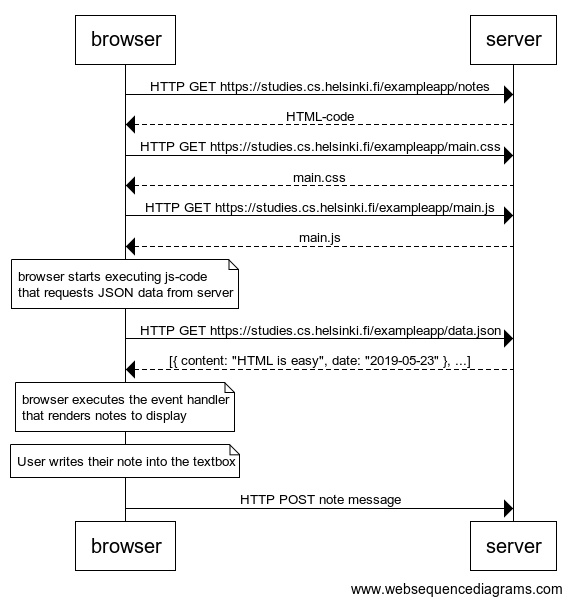 browser
server
HTTP GET https://studies.cs.helsinki.fi/exampleapp/notes
HTML-code
HTTP GET https://studies.cs.helsinki.fi/exampleapp/main.css
main.css
HTTP GET https://studies.cs.helsinki.fi/exampleapp/main.js
main.js
browser starts executing js-code
that requests JSON data from server
HTTP GET https://studies.cs.helsinki.fi/exampleapp/data.json
[{ content: "HTML is easy", date: "2019-05-23" }, ...]
browser executes the event handler
that renders notes to display
User writes their note into the textbox
HTTP POST note message
browser
server
www.websequencediagrams.com